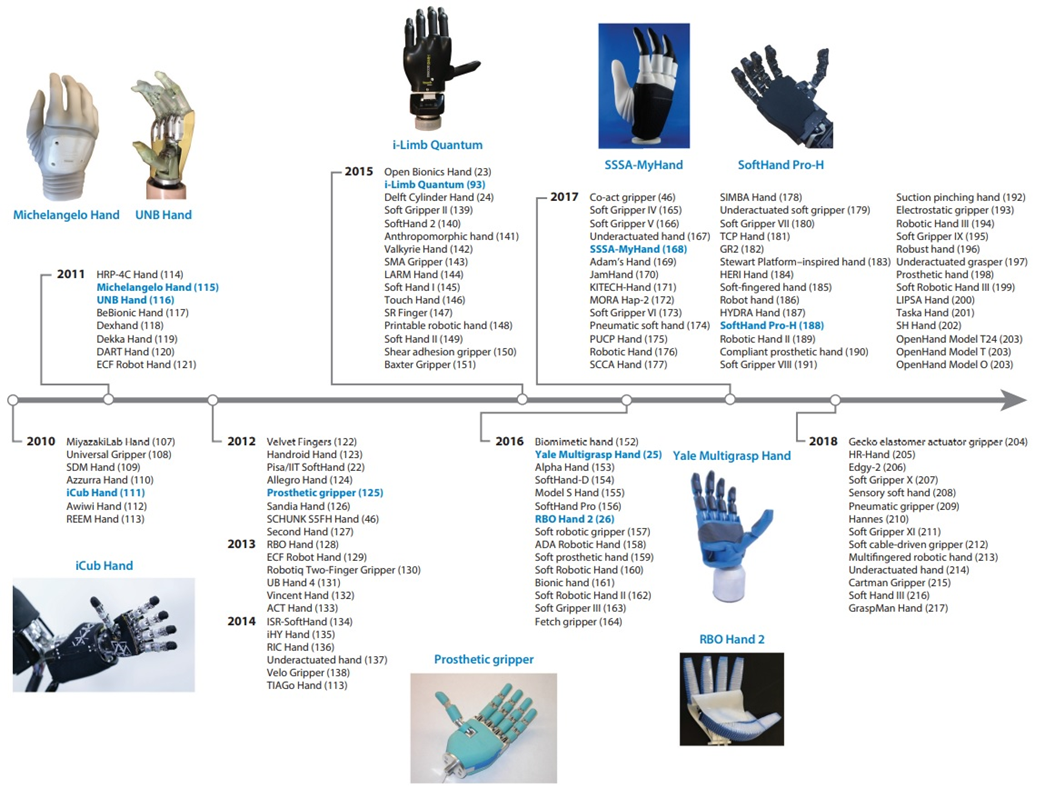 i-Limb Quantum
SSSA-MyHand
SoftHand Pro-H
Michelangelo Hand
UNB Hand
2011
HRP-4C Hand (114)
Michelangelo Hand (115)
UNB Hand (116)
BeBionic Hand (117)
Dexhand (118)
Dekka Hand (119)
DART Hand (120)
ECF Robot Hand (121)
2015
Open Bionics Hand (23)
i-Limb Quantum (93)
Delft Cylinder Hand (24)
Soft Gripper II (139)
SoftHand 2 (140)
Anthropomorphic hand (141)
Valkyrie Hand (142)
SMA Gripper (143)
LARM Hand (144)
Soft Hand I (145)
Touch Hand (146)
SR Finger (147)
Printable robotic hand (148)
Soft Hand II (149)
Shear adhesion gripper (150)
Baxter Gripper (151)
2017
Co-act gripper (46)
Soft Gripper IV (165)
Soft Gripper V (166)
Underactuated hand (167)
SSSA-MyHand (168)
Adam's Hand (169)
JamHand (170)
KITECH-Hand (171)
MORA Hap-2 (172)
Soft Gripper VI (173)
Pneumatic soft hand (174)
PUCP Hand (175)
Robotic Hand (176)
SCCA Hand (177)
SIMBA Hand (178)
Underactuated soft gripper (179)
Soft Gripper VII (180)
TCP Hand (181)
GR2 (182)
Stewart Platform–inspired hand (183)
HERI Hand (184)
Soft-fingered hand (185)
Robot hand (186)
HYDRA Hand (187)
SoftHand Pro-H (188)
Robotic Hand II (189)
Compliant prosthetic hand (190)
Soft Gripper VIII (191)
Suction pinching hand (192)
Electrostatic gripper (193)
Robotic Hand III (194)
Soft Gripper IX (195)
Robust hand (196)
Underactuated grasper (197)
Prosthetic hand (198)
Soft Robotic Hand III (199)
LIPSA Hand (200)
Taska Hand (201)
SH Hand (202)
OpenHand Model T24 (203)
OpenHand Model T (203)
OpenHand Model O (203)
2010
MiyazakiLab Hand (107)
Universal Gripper (108)
SDM Hand (109)
Azzurra Hand (110)
iCub Hand (111)
Awiwi Hand (112)
REEM Hand (113)
iCub Hand
2012
Velvet Fingers (122)
Handroid Hand (123)
Pisa/IIT SoftHand (22)
Allegro Hand (124)
Prosthetic gripper (125)
Sandia Hand (126)
SCHUNK S5FH Hand (46)
Second Hand (127)
2013
RBO Hand (128)
ECF Robot Hand (129)
Robotiq Two-Finger Gripper (130)
UB Hand 4 (131)
Vincent Hand (132)
ACT Hand (133)
2014
ISR-SoftHand (134)
iHY Hand (135)
RIC Hand (136)
Underactuated hand (137)
Velo Gripper (138)
TIAGo Hand (113)
Prosthetic gripper
2016
Biomimetic hand (152)
Yale Multigrasp Hand (25)
Alpha Hand (153)
SoftHand-D (154)
Model S Hand (155)
SoftHand Pro (156)
RBO Hand 2 (26)
Soft robotic gripper (157)
ADA Robotic Hand (158)
Soft prosthetic hand (159)
Soft Robotic Hand (160)
Bionic hand (161)
Soft Robotic Hand II (162)
Soft Gripper III (163)
Fetch gripper (164)
Yale Multigrasp Hand
RBO Hand 2
2018
Gecko elastomer actuator gripper (204)
HR-Hand (205)
Edgy-2 (206)
Soft Gripper X (207)
Sensory soft hand (208)
Pneumatic gripper (209)
Hannes (210)
Soft Gripper XI (211)
Soft cable-driven gripper (212)
Multifingered robotic hand (213)
Underactuated hand (214)
Cartman Gripper (215)
Soft Hand III (216)
GraspMan Hand (217)